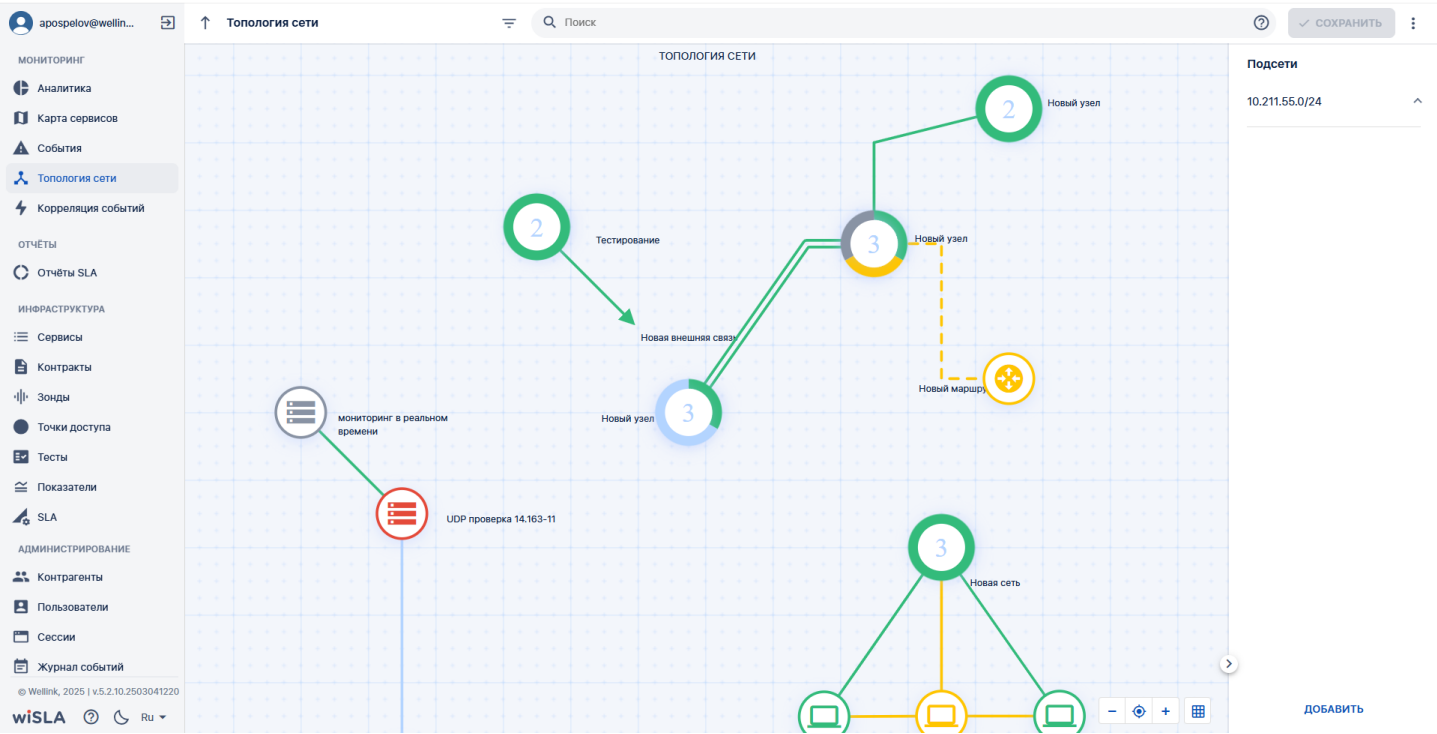 apospelov@wellin...
МОНИТОРИНГ
Аналитика
Карта сервисов
События
Топология сети
Корреляция событий
ОТЧЁТЫ
Отчёты SLA
ИНФРАСТРУКТУРА
Сервисы
Контракты
Зонды
Точки доступа
Тесты
Показатели
SLA
АДМИНИСТРИРОВАНИЕ
Контрагенты
Пользователи
Сессии
Журнал событий
© Wellink, 2025 | v.5.2.10.2503041220
wiSLA
Ru
Топология сети
Поиск
СОХРАНИТЬ
ТОПОЛОГИЯ СЕТИ
2
Новый узел
2
Тестирование
3
Новый узел
Новая внешняя связь
Новый маршру
3
Новый узел
мониторинг в реальном
времени
UDP проверка 14.163-11
3
Новая сеть
Подсети
10.211.55.0/24
ДОБАВИТЬ